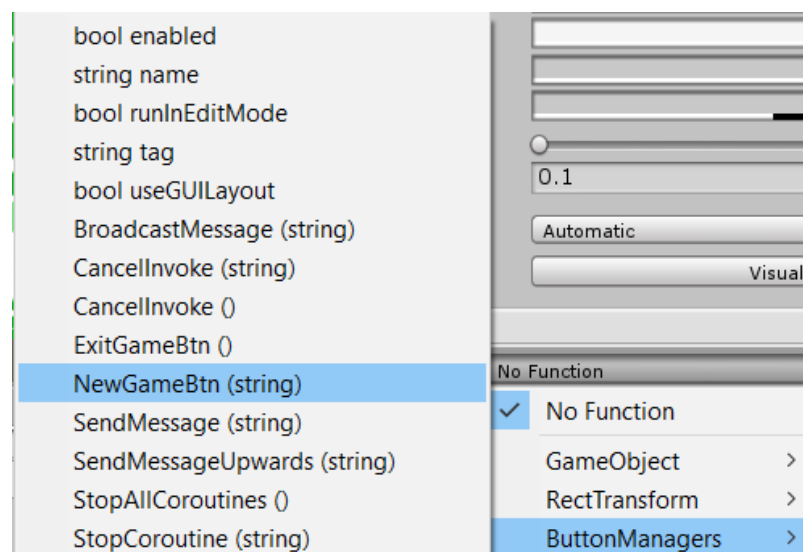 bool enabled
string name
bool runInEditMode
string tag
bool useGUILayout
BroadcastMessage (string)
CancelInvoke (string)
CancelInvoke ()
ExitGameBtn ()
NewGameBtn (string)
SendMessage (string)
SendMessageUpwards (string)
StopAllCoroutines ()
StopCoroutine (string)
0.1
Automatic
Visual
No Function
No Function
GameObject
RectTransform
ButtonManagers